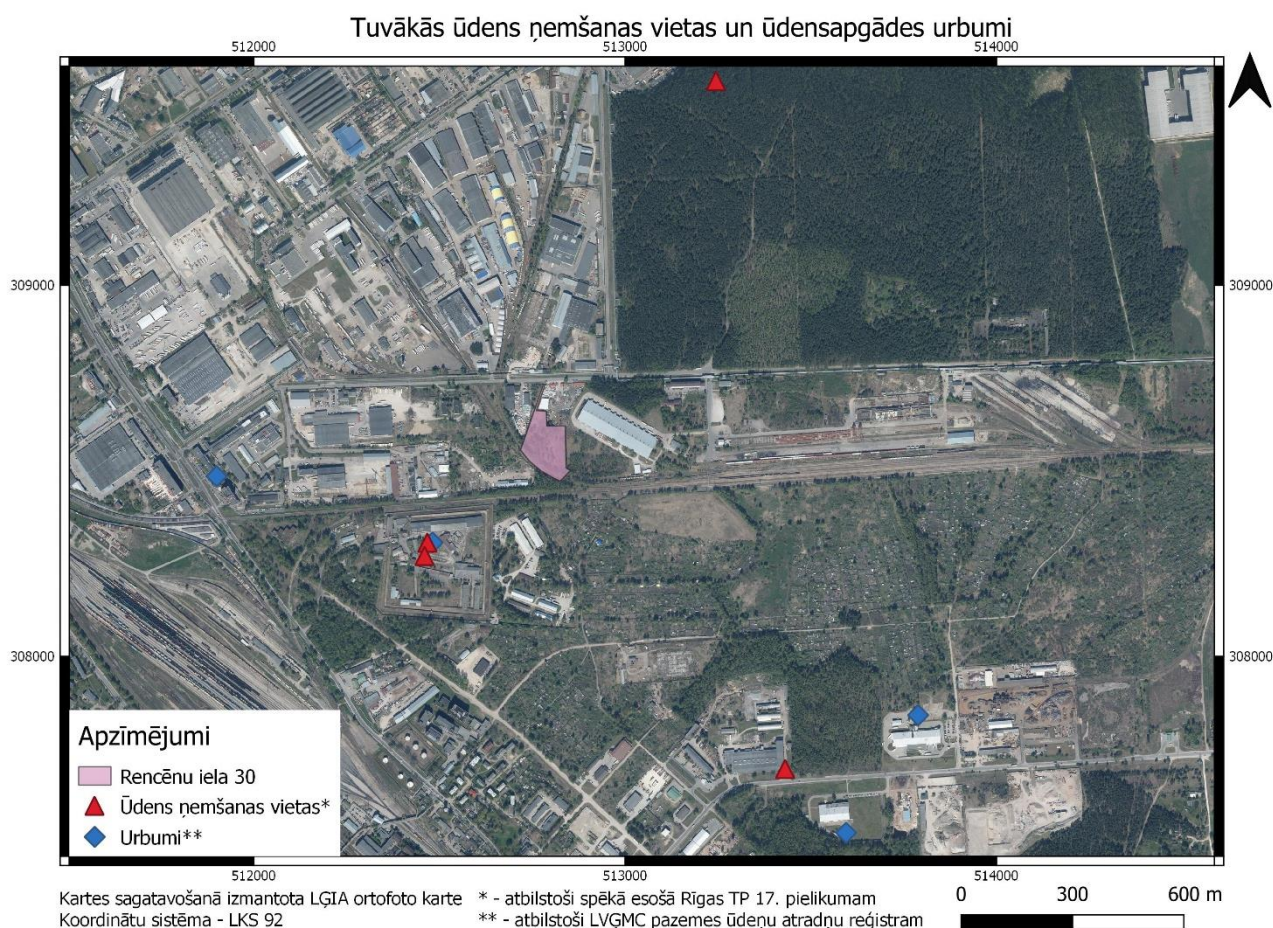 Tuvākās ūdens ņemšanas vietas un ūdensapgādes urbumi
512000 513000 514000
309000 309000
308000 308000
Apzīmējumi
Rencēnu iela 30
Ūdens ņemšanas vietas*
Urbumi**
512000 513000 514000
Kartes sagatavošanā izmantota LĢIA ortofoto karte
Koordinātu sistēma - LKS 92
* - atbilstoši spēkā esošā Rīgas TP 17. pielikumam
** - atbilstoši LVĢMC pazemes ūdeņu atradņu reģistram
0 300 600 m